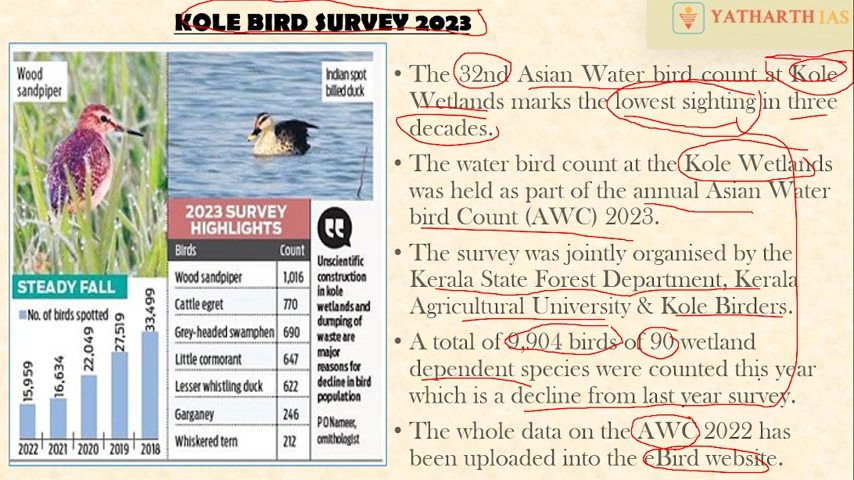 KOLE BIRD SURVEY 2023
YATHARTH IAS
Wood
sandpiper
Indian spot
billed duck
STEADY FALL
No. of birds spotted
15,959
16,634
22,049
27,519
33,499
2022
2021
2020
2019
2018
2023 SURVEY
HIGHLIGHTS
Birds Count
Wood sandpiper 1,016
Cattle egret 770
Grey-headed swamphen 690
Little cormorant 647
Lesser whistling duck 622
Garganey 246
Whiskered tern 212
Unscientific
construction
in kole
wetlands and
dumping of
waste are
major
reasons for
decline in bird
population
P O Nameer,
ornithologist
• The 32nd Asian Water bird count at Kole
Wetlands marks the lowest sighting in three
decades.
• The water bird count at the Kole Wetlands
was held as part of the annual Asian Water
bird Count (AWC) 2023.
• The survey was jointly organised by the
Kerala State Forest Department, Kerala
Agricultural University & Kole Birders.
• A total of 9,904 birds of 90 wetland
dependent species were counted this year
which is a decline from last year survey.
• The whole data on the AWC 2022 has
been uploaded into the eBird website.